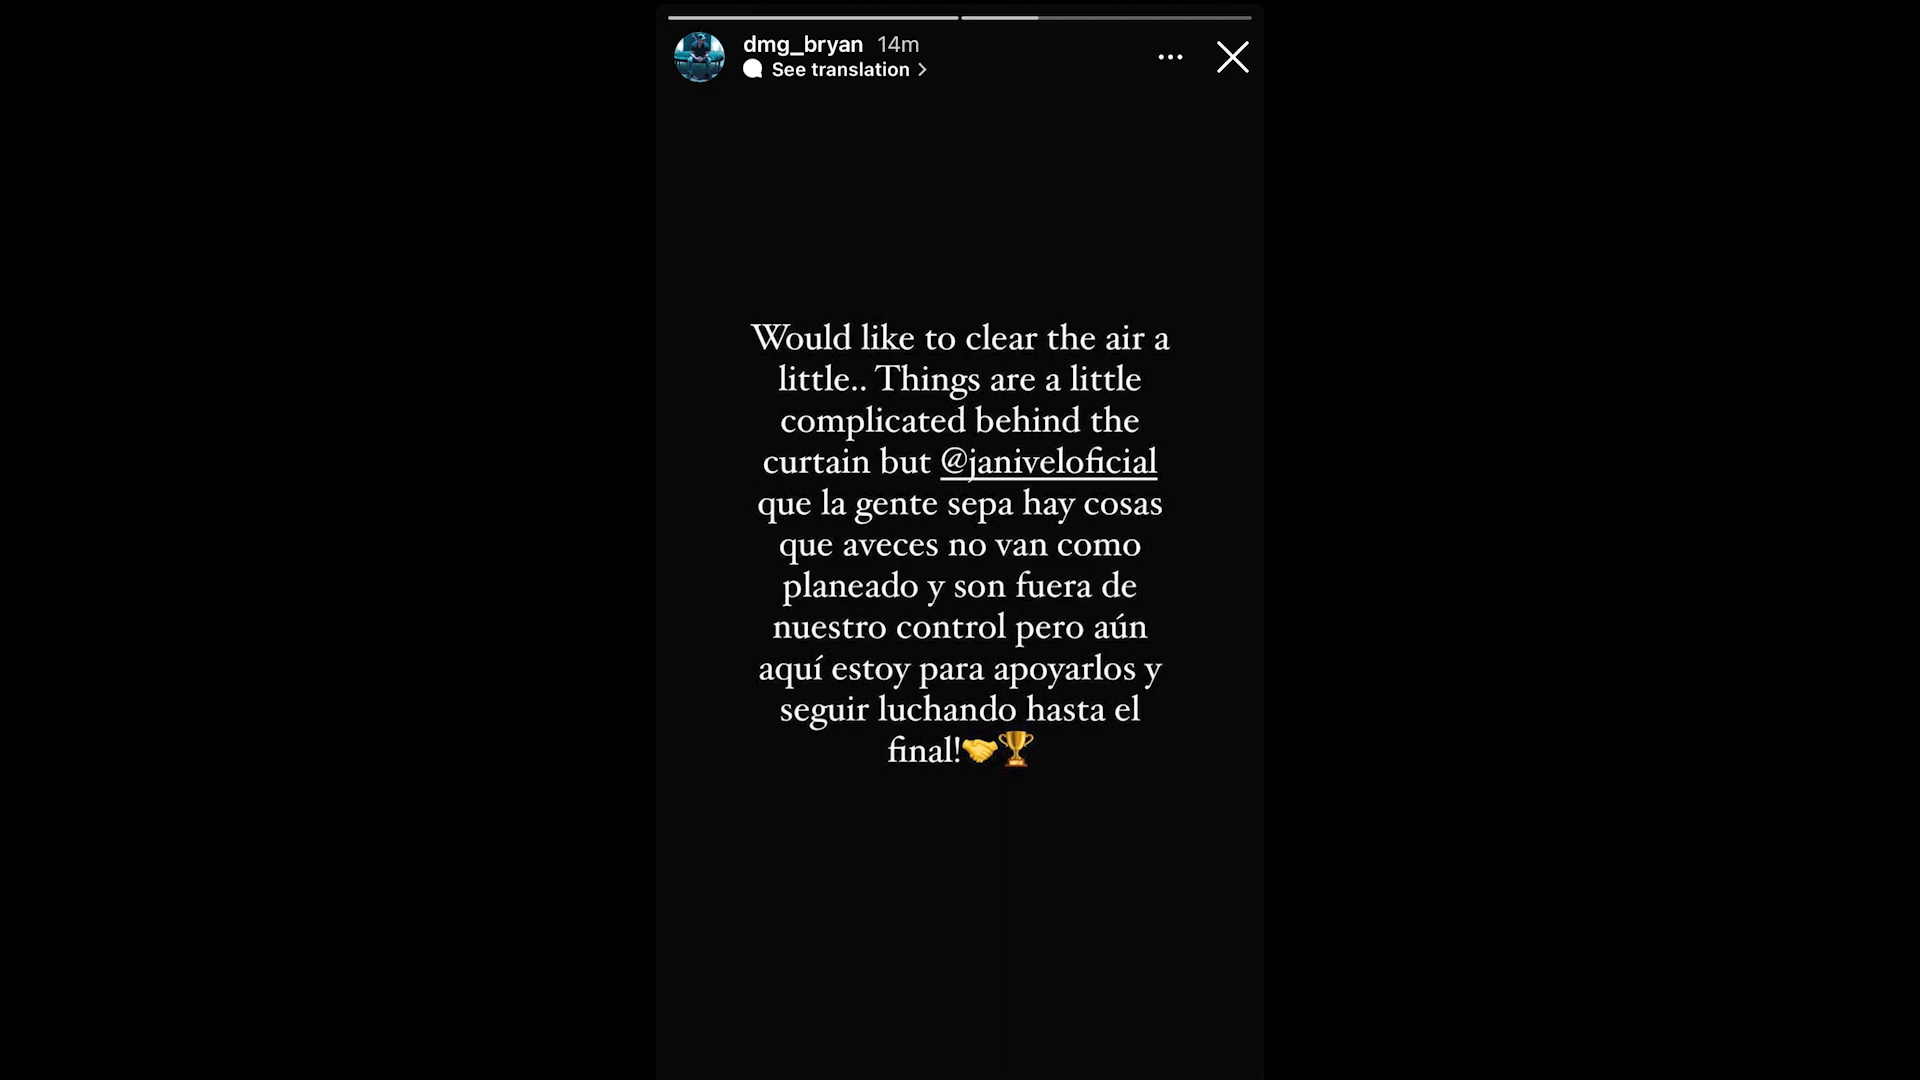 dmg_bryan 14m
See translation
Would like to clear the air a
little.. Things are a little
complicated behind the
curtain but @janiveloficial
que la gente sepa hay cosas
que aveces no van como
planeado y son fuera de
nuestro control pero aún
aquí estoy para apoyarlos y
seguir luchando hasta el
final!🤝🏆